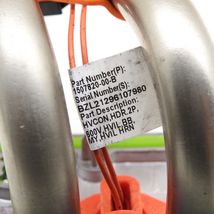 Part Number(P):
1507820-00-B
Serial Number(S):
BZL21296107980
Part Description:
HVCON,HDR,2P,
600V,HVIL,BB,
MY,HVIL HRN